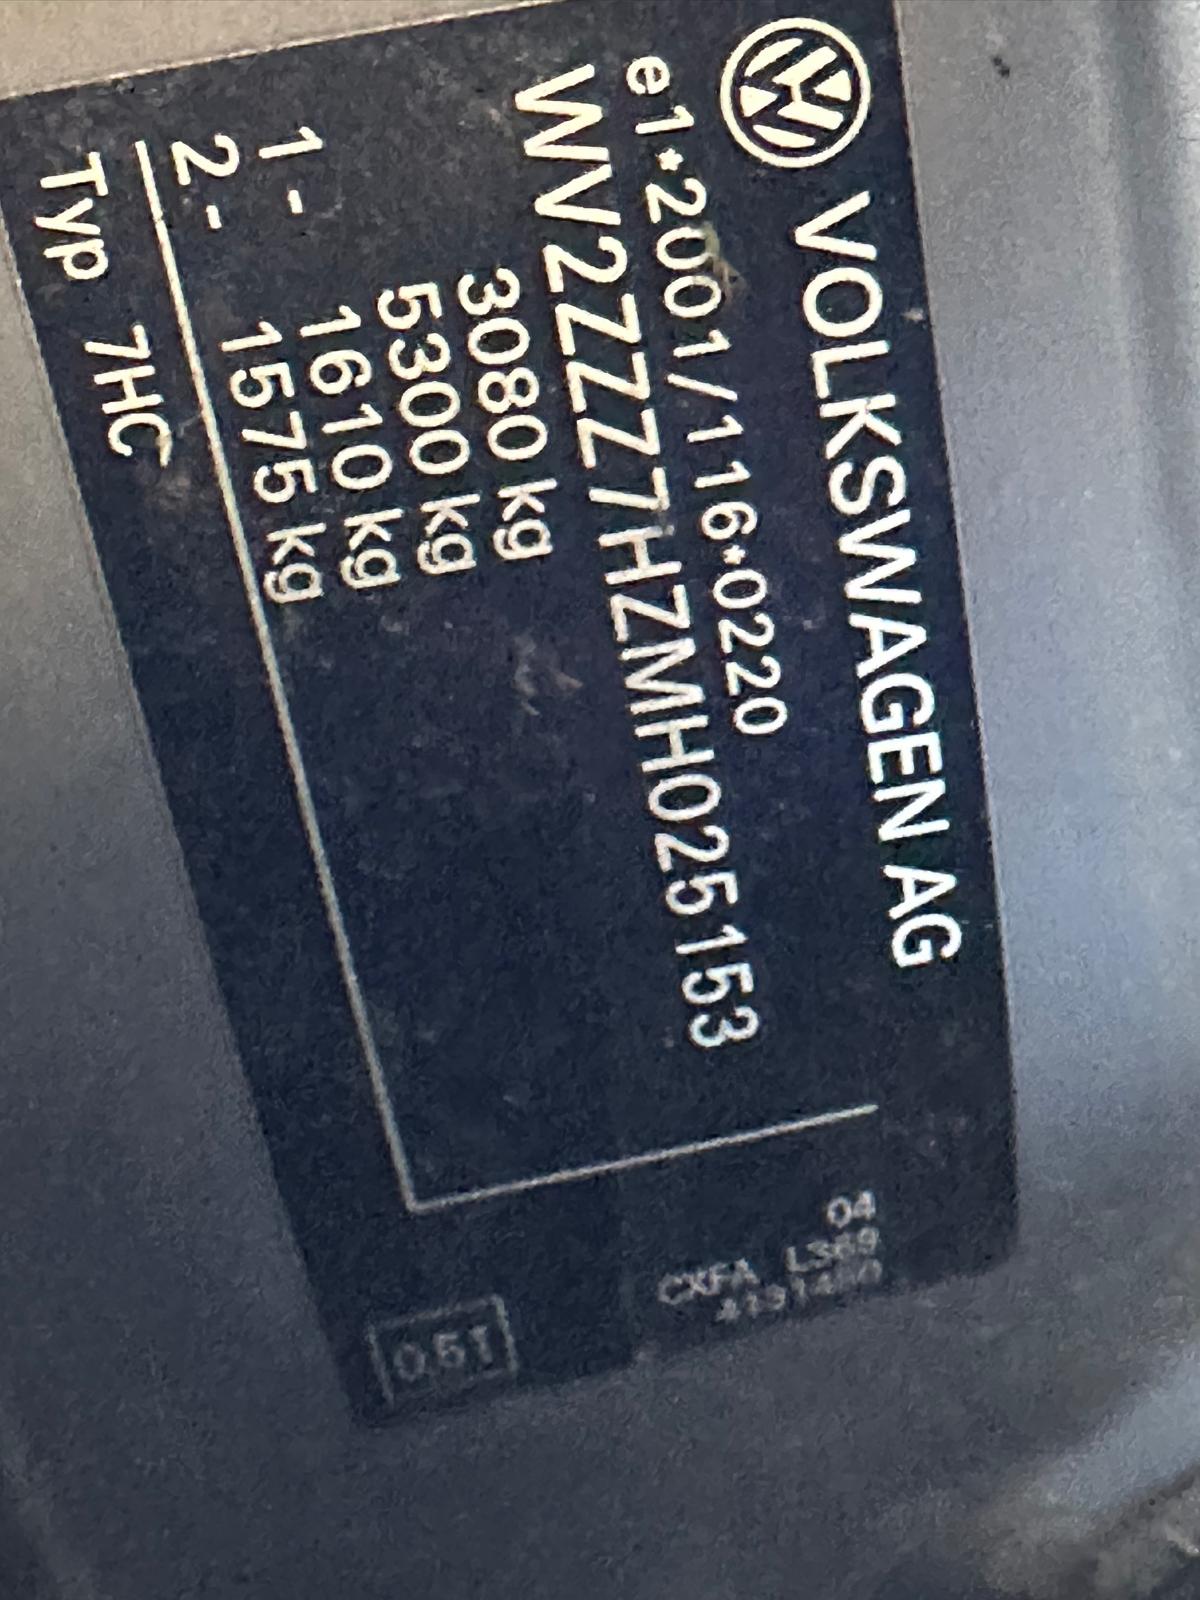 VOLKSWAGEN AG
e1*2001/116*0220
WV2ZZZ7HZMH025153
3080 kg
5300 kg
1- 1610 kg
2- 1575 kg
Typ 7HC
04
CXFA L369
051